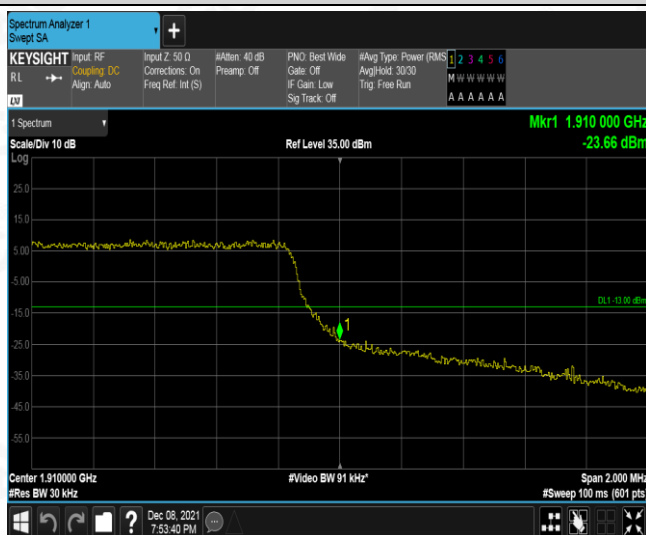 Spectrum Analyzer 1
Swept SA
+
KEYSIGHT
RL
Input: RF
Coupling: DC
Align: Auto
Input Z: 50 Ω
Corrections: On
Freq Ref: Int (S)
#Atten: 40 dB
Preamp: Off
PNO: Best Wide
Gate: Off
IF Gain: Low
Sig Track: Off
#Avg Type: Power (RMS
Avg|Hold: 30/30
Trig: Free Run
1 2 3 4 5 6
M W W W W W
A A A A A A
LXI
1 Spectrum
Mkr1 1.910 000 GHz
Scale/Div 10 dB
Ref Level 35.00 dBm
-23.66 dBm
Log
25.0
15.0
5.00
-5.00
DL1 -13.00 dBm
-15.0
1
-25.0
-35.0
-45.0
-55.0
Center 1.910000 GHz
#Video BW 91 kHz*
Span 2.000 MHz
#Res BW 30 kHz
#Sweep 100 ms (601 pts)
?
Dec 08, 2021
7:53:40 PM